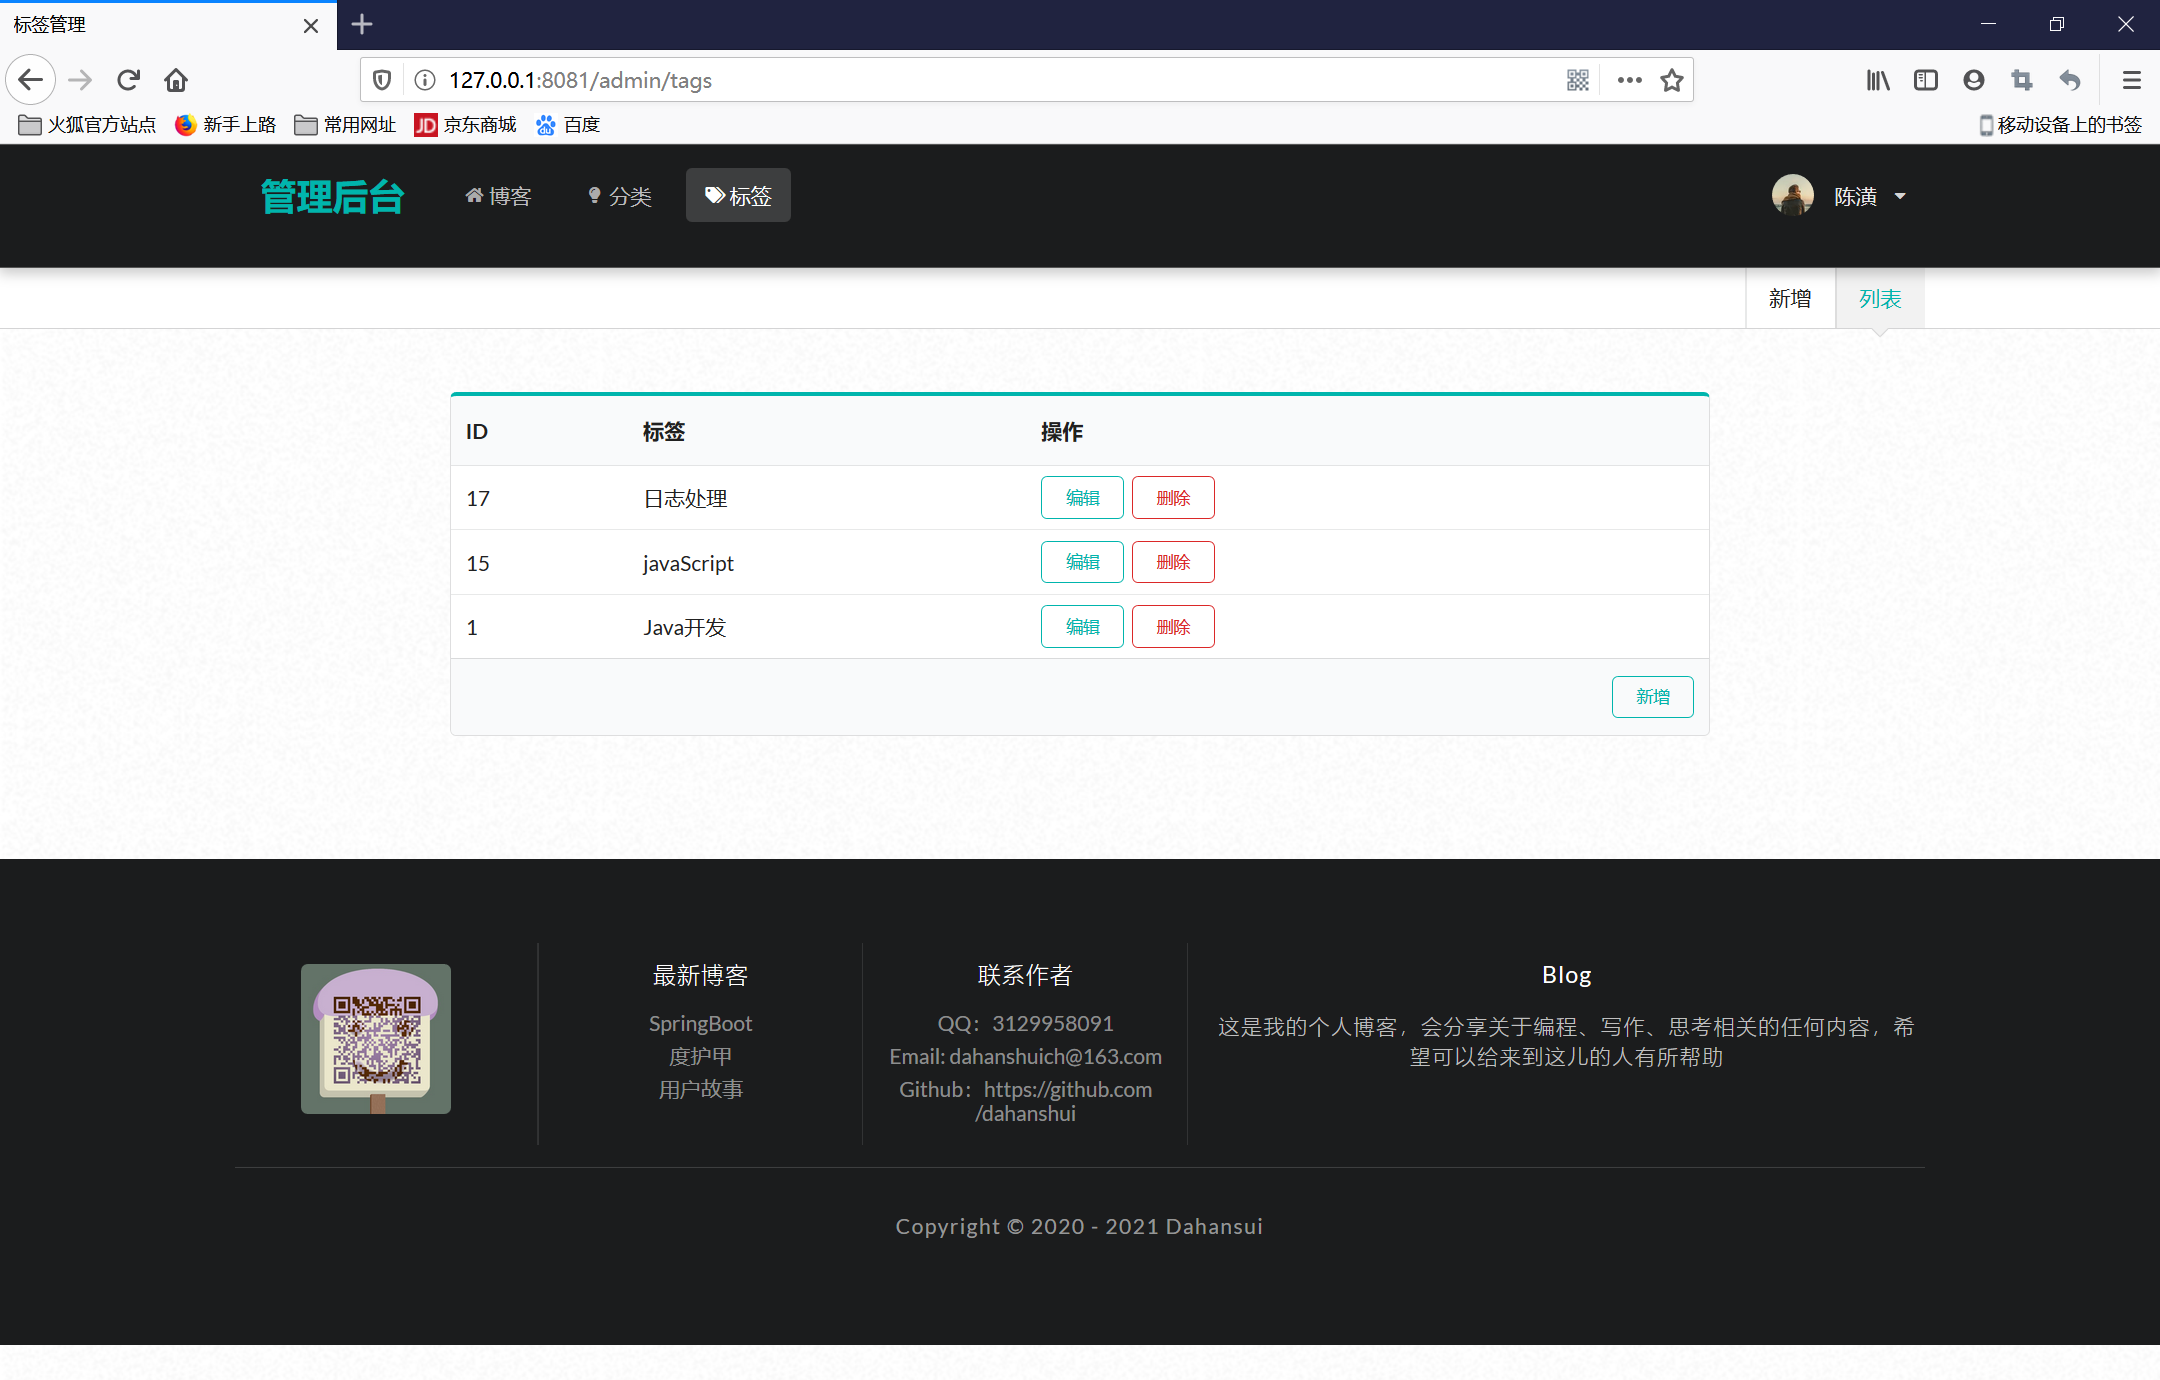 标签管理
127.0.0.1:8081/admin/tags
火狐官方站点 新手上路 常用网址 JD 京东商城 du 百度 移动设备上的书签
管理后台 博客 分类 标签 陈潢
新增 列表
ID 标签 操作
17 日志处理 编辑 删除
15 javaScript 编辑 删除
1 Java开发 编辑 删除
新增
最新博客
SpringBoot
度护甲
用户故事
联系作者
QQ：3129958091
Email: dahanshuich@163.com
Github：https://github.com
/dahanshui
Blog
这是我的个人博客，会分享关于编程、写作、思考相关的任何内容，希
望可以给来到这儿的人有所帮助
Copyright © 2020 - 2021 Dahansui